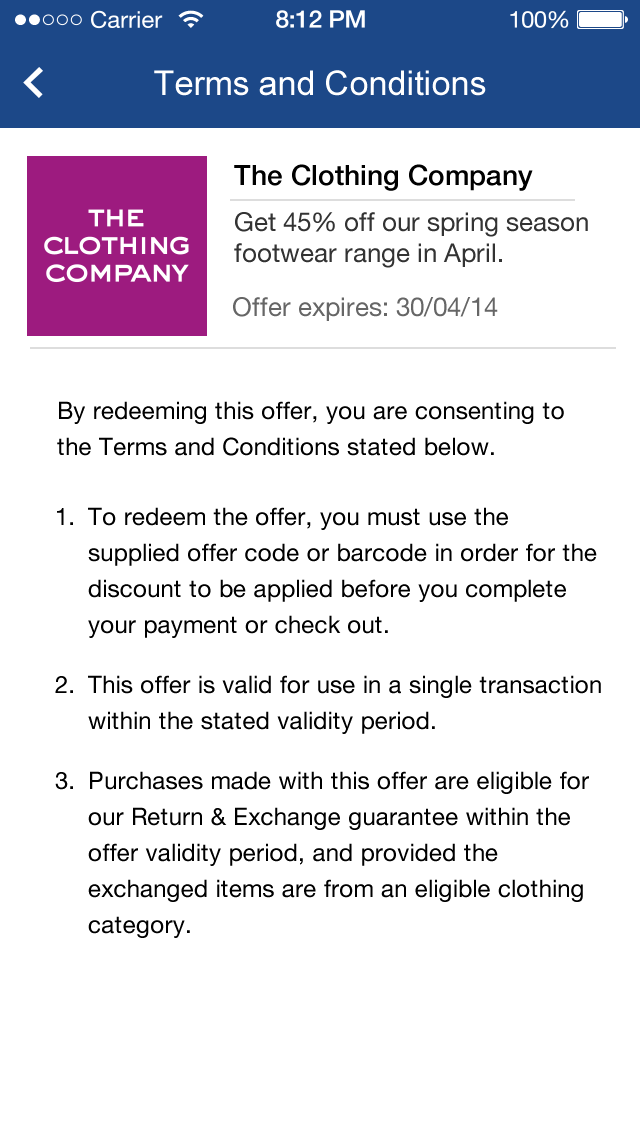 Carrier 8:12 PM 100%
Terms and Conditions
THE
CLOTHING
COMPANY
The Clothing Company
Get 45% off our spring season
footwear range in April.
Offer expires: 30/04/14
By redeeming this offer, you are consenting to
the Terms and Conditions stated below.
1. To redeem the offer, you must use the
supplied offer code or barcode in order for the
discount to be applied before you complete
your payment or check out.
2. This offer is valid for use in a single transaction
within the stated validity period.
3. Purchases made with this offer are eligible for
our Return & Exchange guarantee within the
offer validity period, and provided the
exchanged items are from an eligible clothing
category.